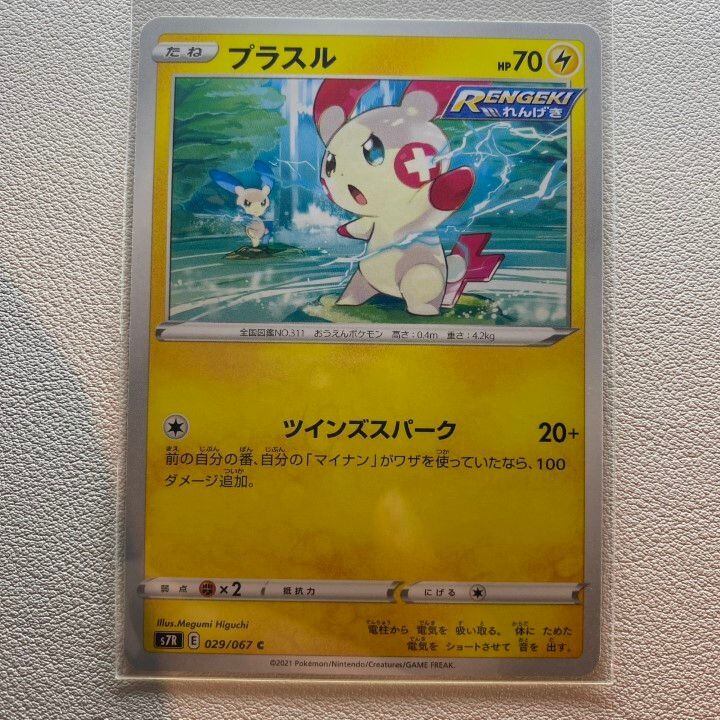 たね プラスル HP70
RENGEKI
れんげき
全国図鑑NO.311 おうえんポケモン 高さ:0.4m 重さ:4.2kg
ツインズスパーク 20+
前の自分の番、自分の「マイナン」がワザを使っていたなら、100
ダメージ追加。
弱点 ×2 抵抗力 にげる
Illus.Megumi Higuchi
電柱から 電気を 吸い取る。 体に ためた
電気を ショートさせて 音を 出す。
s7R E 029/067 C
©2021 Pokémon/Nintendo/Creatures/GAME FREAK.